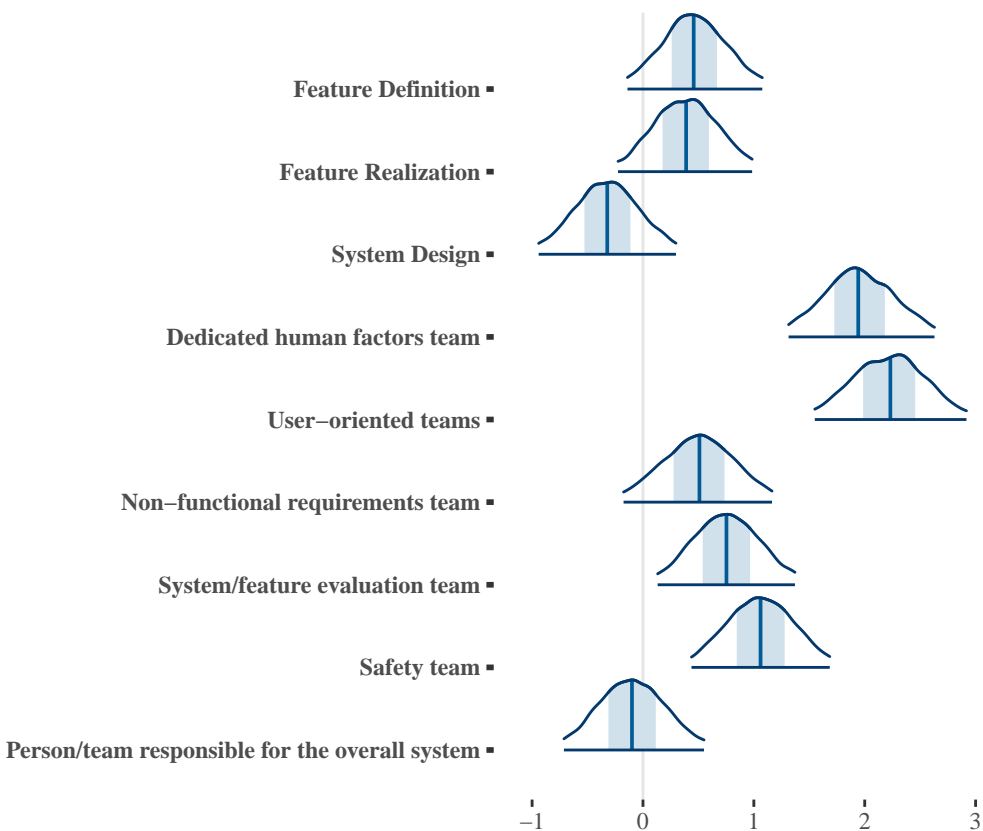 Feature Definition
Feature Realization
System Design
Dedicated human factors team
User−oriented teams
Non−functional requirements team
System/feature evaluation team
Safety team
Person/team responsible for the overall system
−1 0 1 2 3